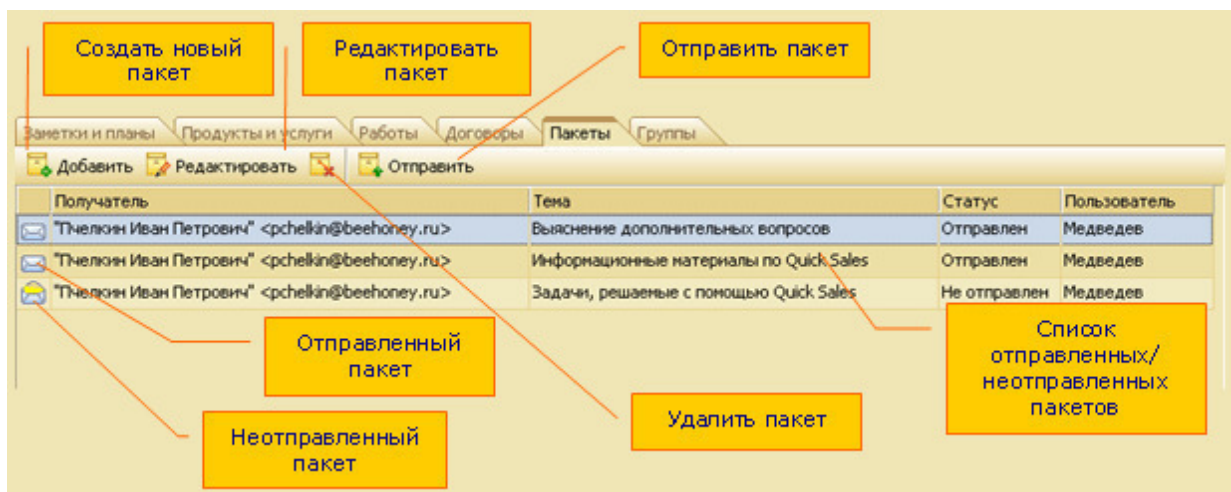 Создать новый
пакет
Редактировать
пакет
Отправить пакет
Заметки и планы Продукты и услуги Работы Договоры Пакеты Группы
Добавить Редактировать Отправить
Получатель Тема Статус Пользователь
"Пчелкин Иван Петрович" <pchelkin@beehoney.ru> Выяснение дополнительных вопросов Отправлен Медведев
"Пчелкин Иван Петрович" <pchelkin@beehoney.ru> Информационные материалы по Quick Sales Отправлен Медведев
"Пчелкин Иван Петрович" <pchelkin@beehoney.ru> Задачи, решаемые с помощью Quick Sales Не отправлен Медведев
Отправленный
пакет
Список
отправленных/
неотправленных
пакетов
Удалить пакет
Неотправленный
пакет